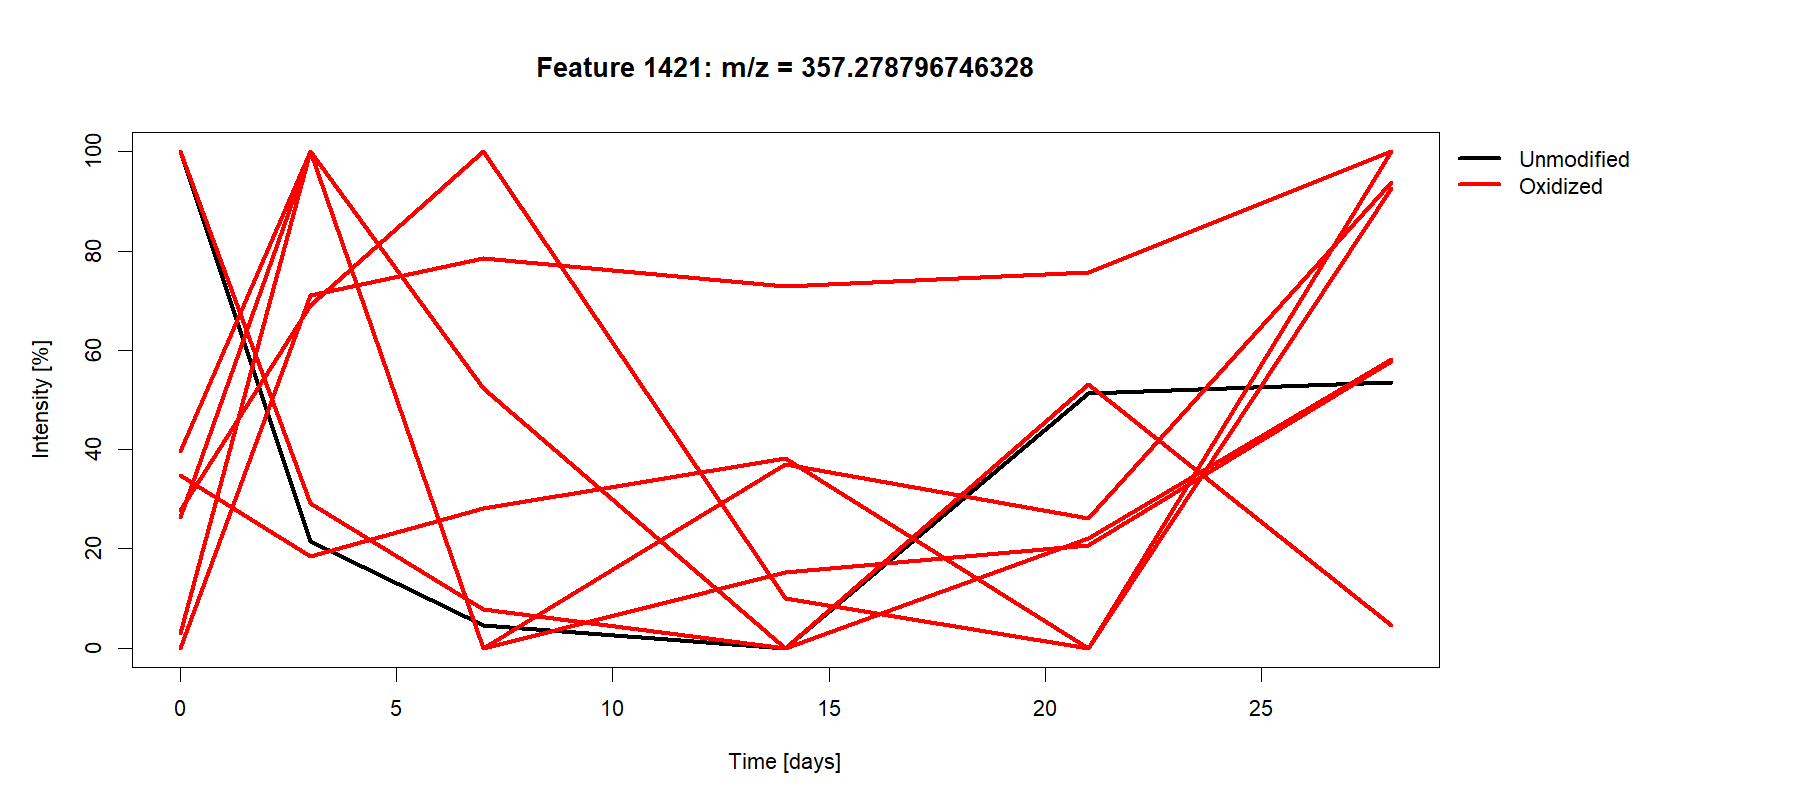 Feature 1421: m/z = 357.278796746328
Unmodified
Oxidized
Intensity [%]
100
80
60
40
20
0
0 5 10 15 20 25
Time [days]